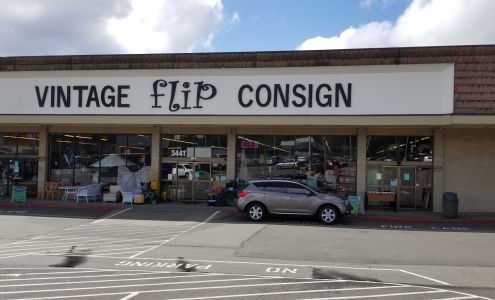 VINTAGE flip CONSIGN
3441
FIRE LANE
PARKING NO